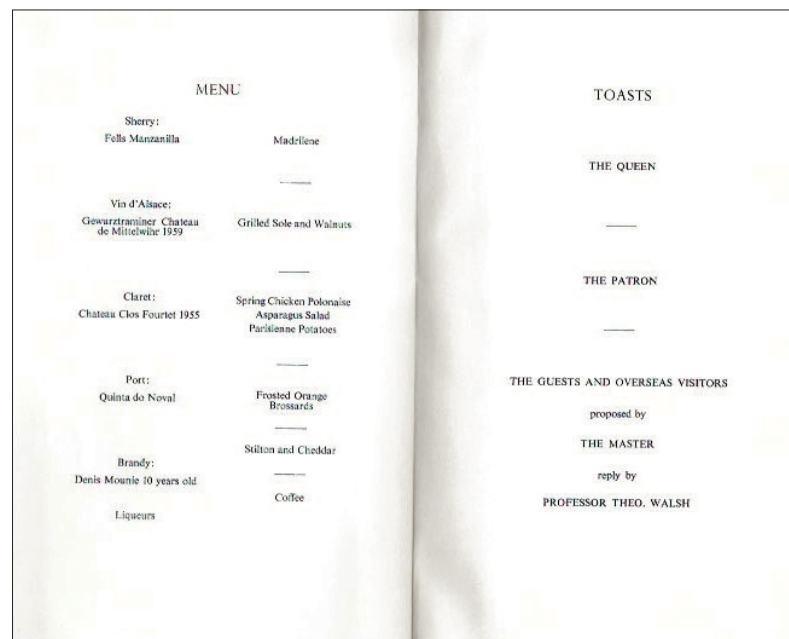 MENU
Sherry:
Fells Manzanilla
Madrilene
Vin d'Alsace:
Gewurztraminer Chateau
de Mittelwihr 1959
Grilled Sole and Walnuts
Claret:
Chateau Clos Fourtet 1955
Spring Chicken Polonaise
Asparagus Salad
Parisienne Potatoes
Port:
Quinta do Noval
Frosted Orange
Brossards
Stilton and Cheddar
Brandy:
Denis Mounie 10 years old
Coffee
Liqueurs
TOASTS
THE QUEEN
THE PATRON
THE GUESTS AND OVERSEAS VISITORS
proposed by
THE MASTER
reply by
PROFESSOR THEO. WALSH